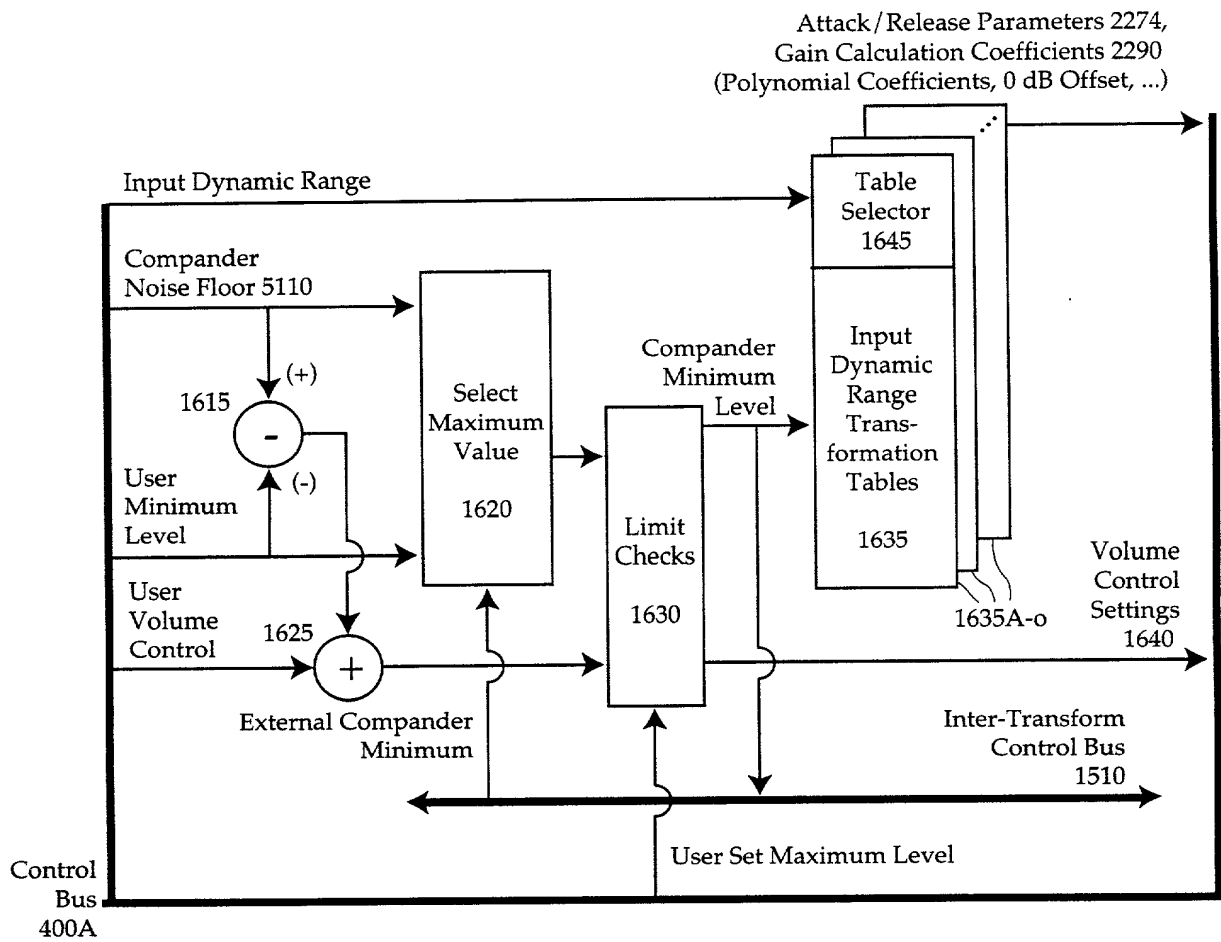 Attack/Release Parameters 2274,
Gain Calculation Coefficients 2290
(Polynomial Coefficients, 0 dB Offset, ...)
Input Dynamic Range
Table
Selector
1645
Compander
Noise Floor 5110
(+)
1615
-
(-)
User
Minimum
Level
Select
Maximum
Value
1620
Compander
Minimum
Level
Input
Dynamic
Range
Trans-
formation
Tables
1635
Limit
Checks
1630
1635A-o
Volume
Control
Settings
1640
User
Volume
Control
1625
+
External Compander
Minimum
Inter-Transform
Control Bus
1510
User Set Maximum Level
Control
Bus
400A